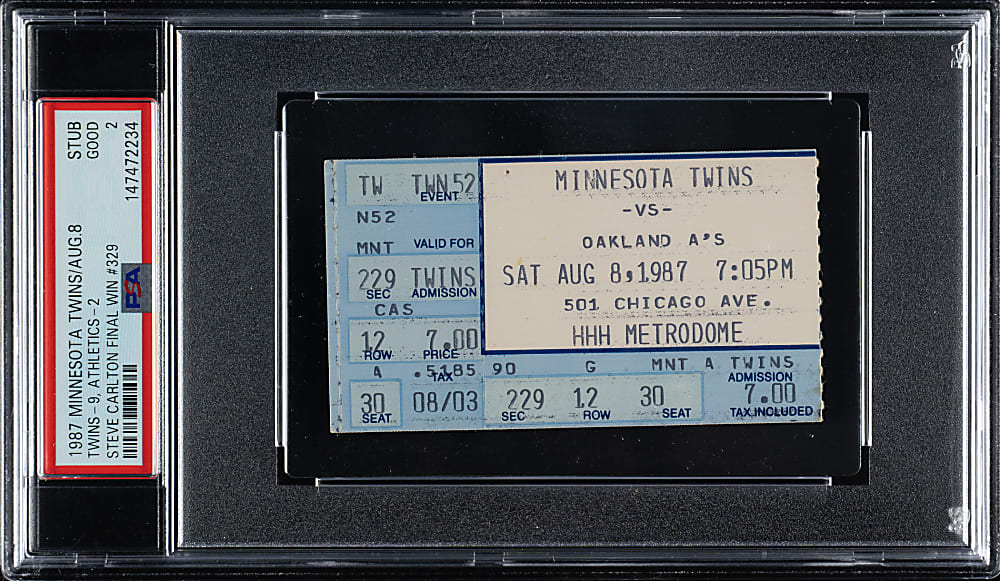 1987 MINNESOTA TWINS/AUG.8 STUB
TWINS - 9, ATHLETICS - 2 GOOD
STEVE CARLTON FINAL WIN #329 2
147472234
PSA
TW TWN52
EVENT
N52
MNT VALID FOR
229 TWINS
SEC ADMISSION
CAS
12 7.00
ROW PRICE
A .5185
TAX
30 08/03
SEAT
MINNESOTA TWINS
-VS-
OAKLAND A'S
SAT AUG 8,1987 7:05PM
501 CHICAGO AVE.
HHH METRODOME
90 G MNT A TWINS
ADMISSION
229 12 30 7.00
SEC ROW SEAT TAX INCLUDED